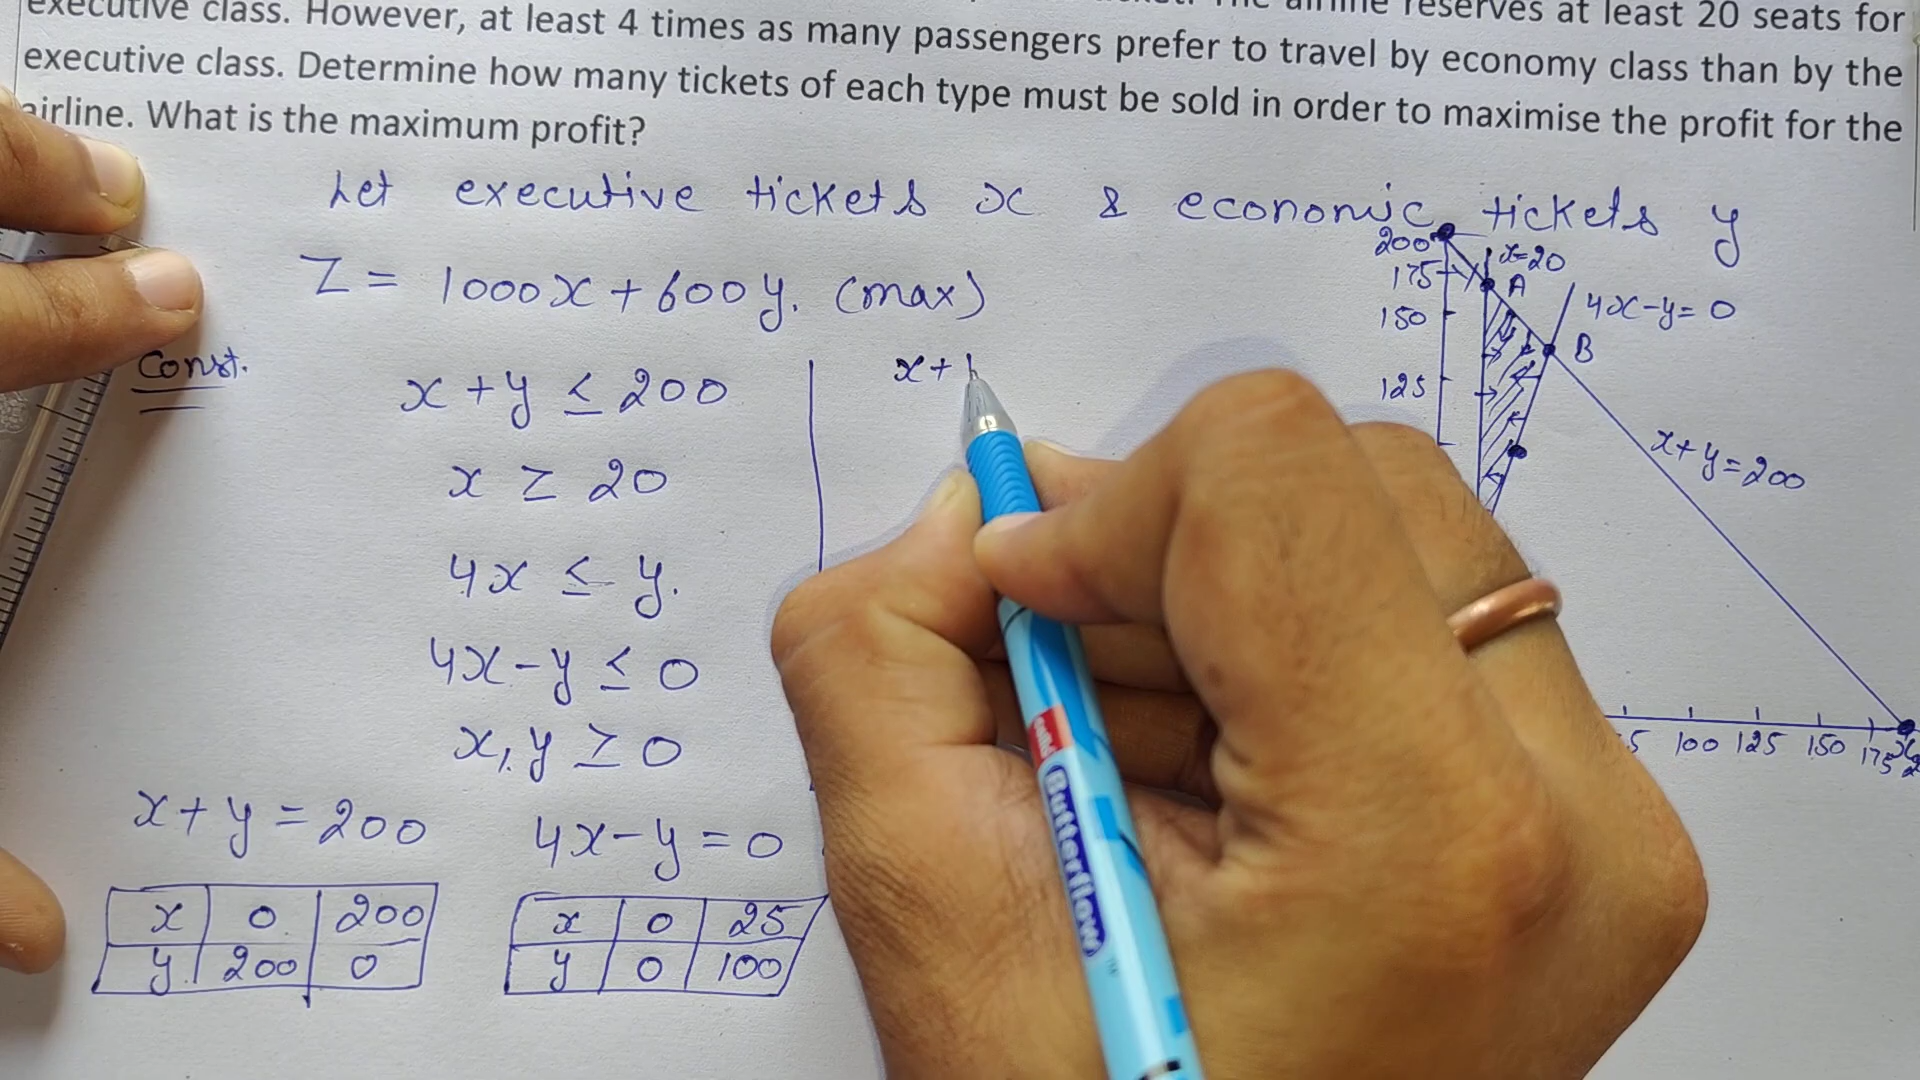 executive class. However, at least 4 times as many passengers prefer to travel by economy class than by the
executive class. Determine how many tickets of each type must be sold in order to maximise the profit for the
airline. What is the maximum profit?
airline reserves at least 20 seats for
Let executive tickets x & economic tickets y
Z = 1000x + 600y. (max)
Const.
x + y ≤ 200
x ≥ 20
4x ≤ y.
4x - y ≤ 0
x, y ≥ 0
x + y = 200
x 0 200
y 200 0
4x - y = 0
x 0 25
y 0 100
x +
200
175
150
125
x=20
A
4x - y = 0
B
x + y = 200
5 100 125 150 175
Butterflow